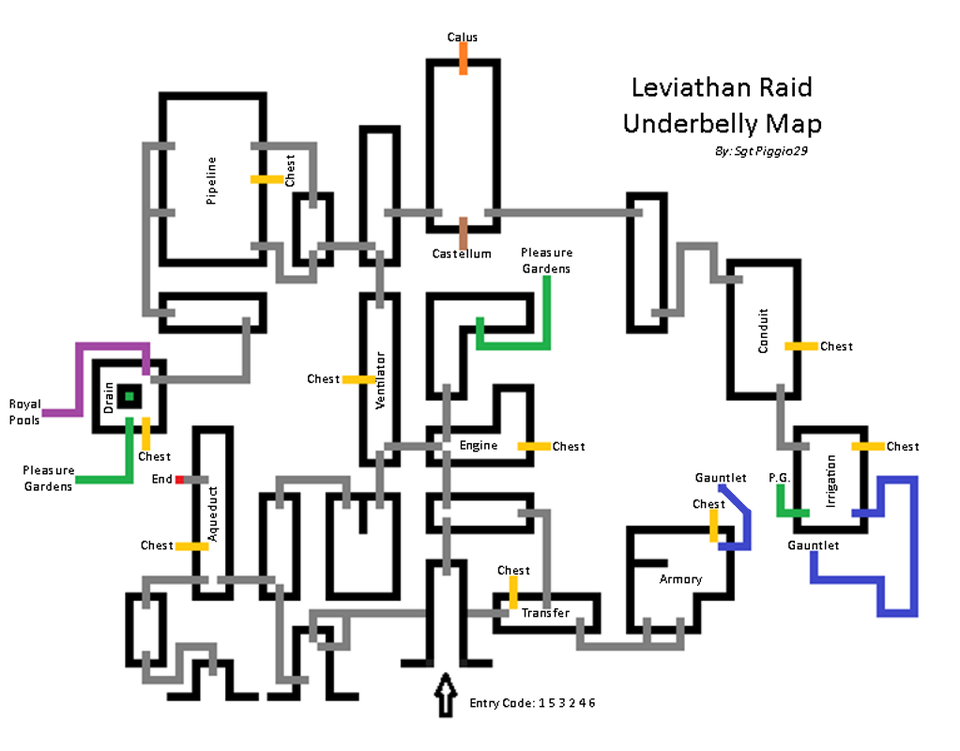 Calus
Leviathan Raid
Underbelly Map
By: Sgt Piggio29
Pipeline
Chest
Castellum
Pleasure
Gardens
Conduit
Chest
Ventilator
Chest
Drain
Royal
Pools
Chest
Engine
Chest
Chest
Irrigation
Pleasure
Gardens
End
Aqueduct
Gauntlet
P.G.
Chest
Chest
Gauntlet
Chest
Armory
Transfer
Entry Code: 1 5 3 2 4 6